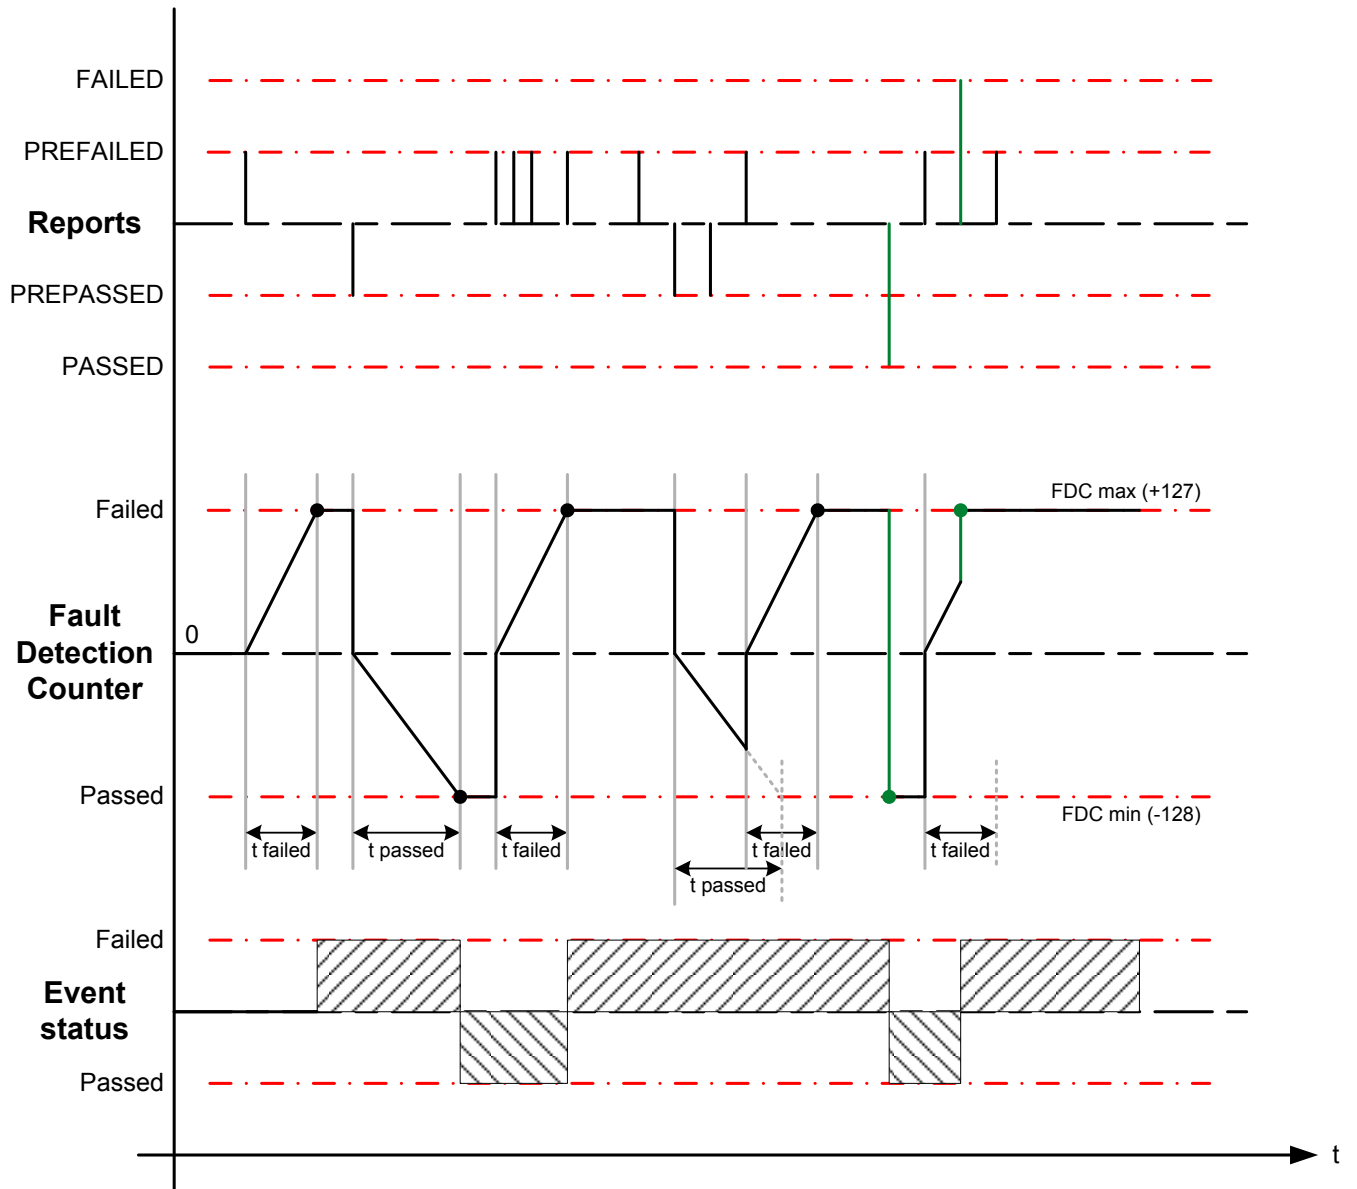 FAILED
PREFAILED
Reports
PREPASSED
PASSED
Failed
FDC max (+127)
0
Fault
Detection
Counter
Passed
FDC min (-128)
t failed
t passed
t failed
t failed
t failed
t passed
Failed
Event
status
Passed
t